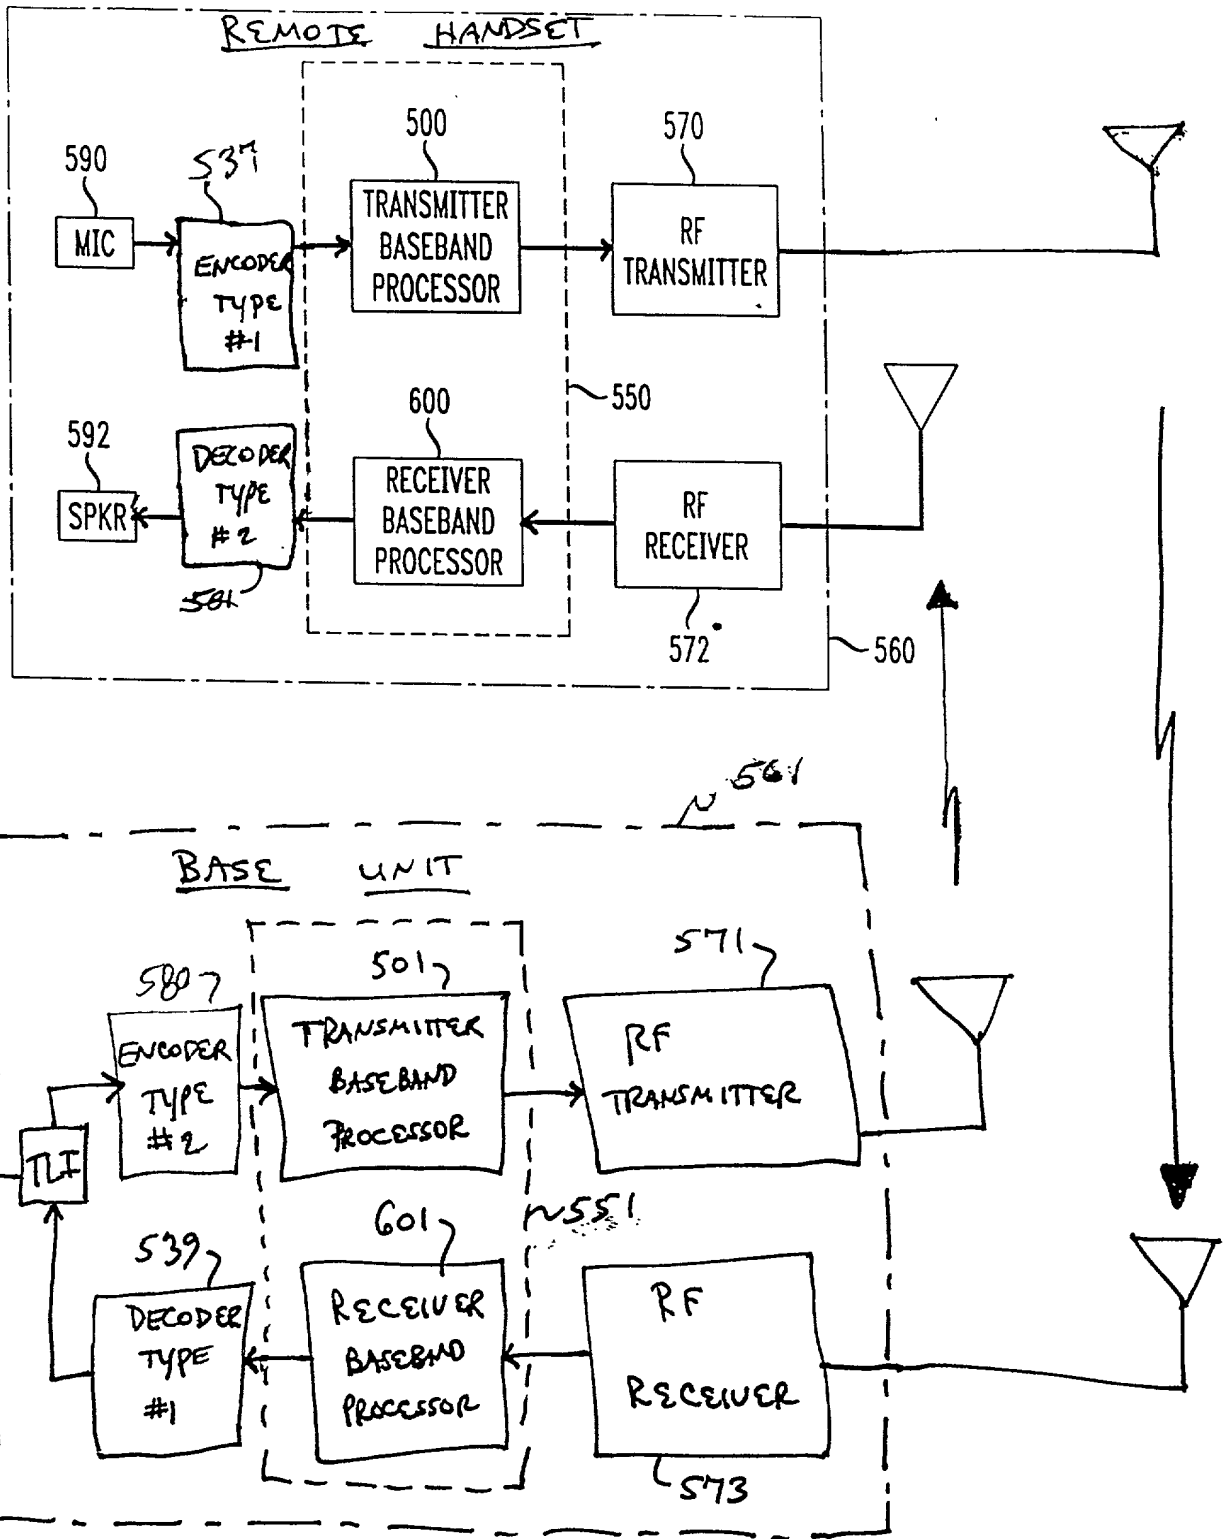 REMOTE HANDSET
500
570
590
537
MIC
ENCODER
TYPE
#1
TRANSMITTER
BASEBAND
PROCESSOR
RF
TRANSMITTER
550
600
592
DECODER
TYPE
#2
SPKR
RECEIVER
BASEBAND
PROCESSOR
RF
RECEIVER
572
560
561
BASE UNIT
580
501
571
ENCODER
TYPE
#2
TRANSMITTER
BASEBAND
PROCESSOR
RF
TRANSMITTER
TLI
551
539
601
DECODER
TYPE
#1
RECEIVER
BASEBAND
PROCESSOR
RF
RECEIVER
573